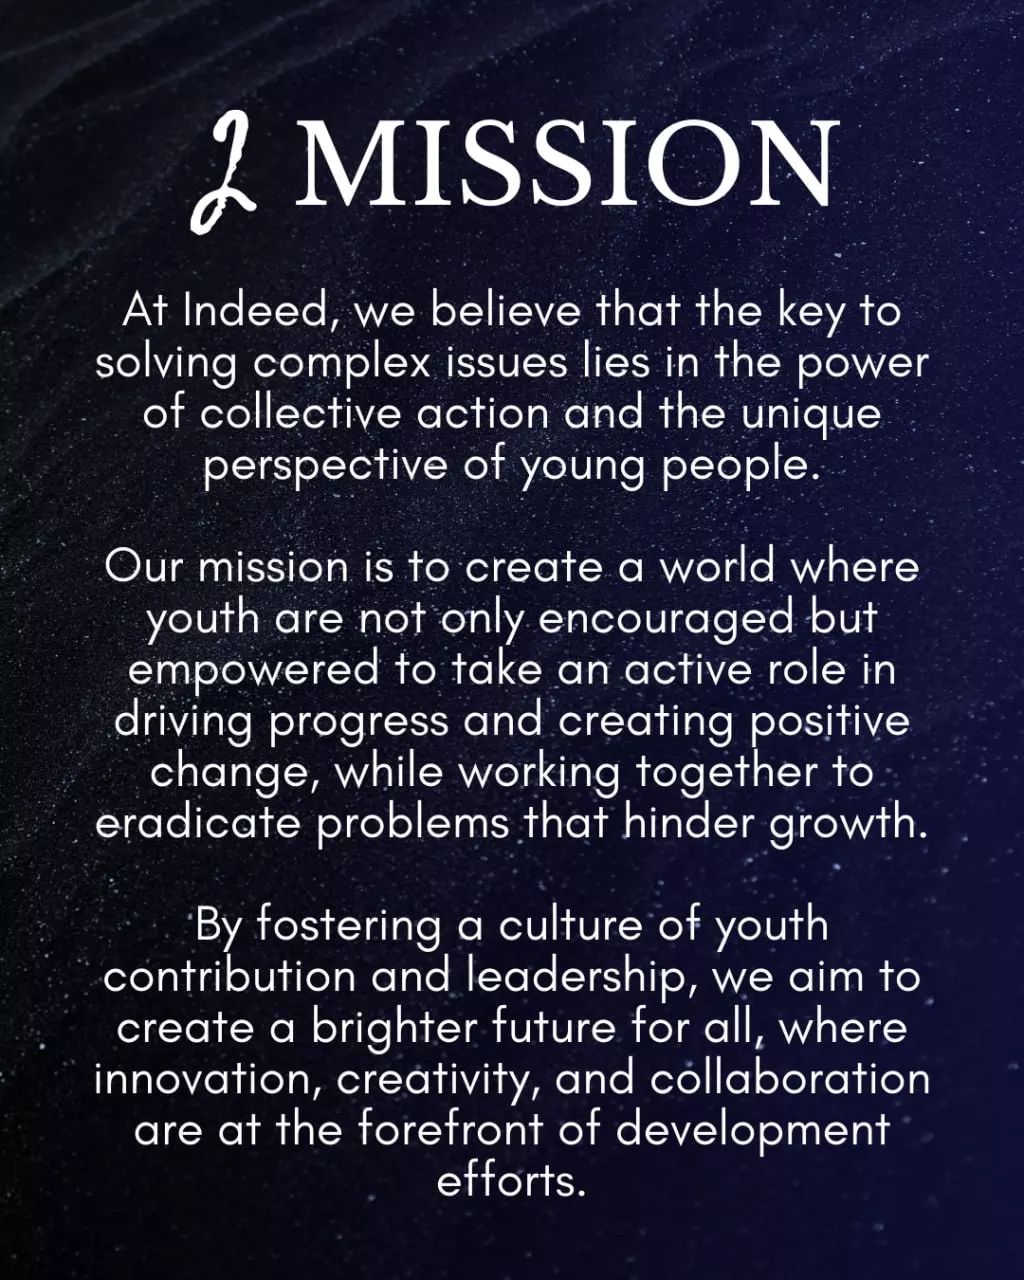 MISSION
At Indeed, we believe that the key to
solving complex issues lies in the power
of collective action and the unique
perspective of young people.
Our mission is to create a world where
youth are not only encouraged but
empowered to take an active role in
driving progress and creating positive
change, while working together to
eradicate problems that hinder growth.
By fostering a culture of youth
contribution and leadership, we aim to
create a brighter future for all, where
innovation, creativity, and collaboration
are at the forefront of development
efforts.